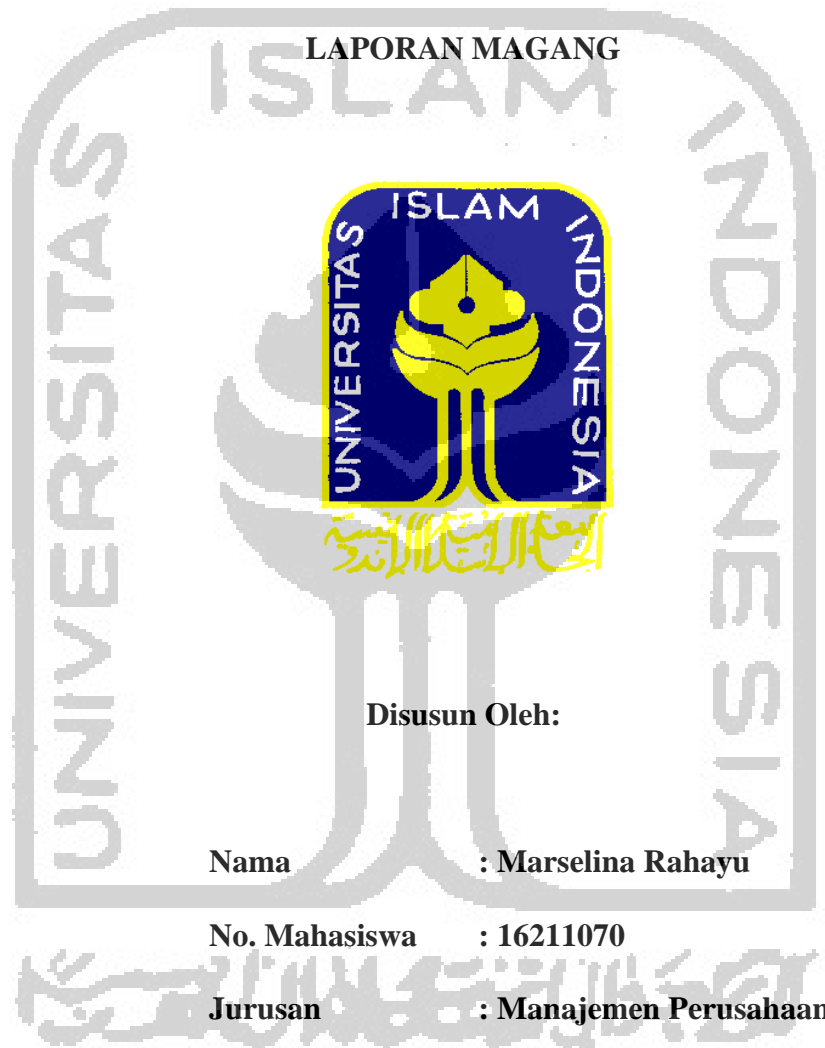 LAPORAN MAGANG
UNIVERSITAS ISLAM INDONESIA
Disusun Oleh:
Nama : Marselina Rahayu
No. Mahasiswa : 16211070
Jurusan : Manajemen Perusahaan